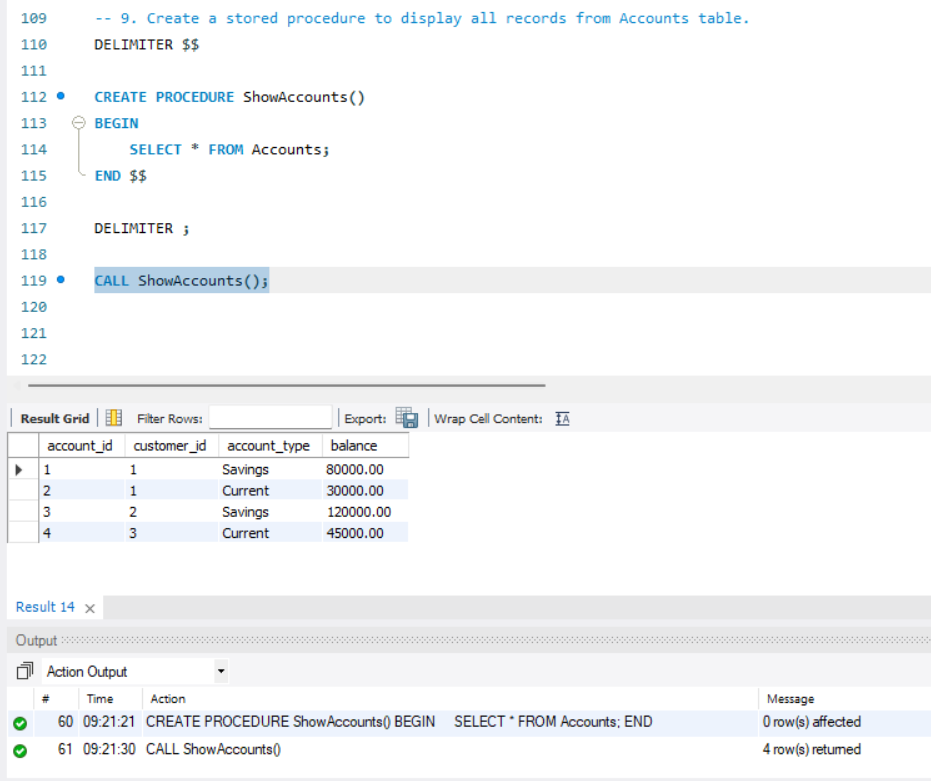 109 -- 9. Create a stored procedure to display all records from Accounts table.
110 DELIMITER $$
111
112 CREATE PROCEDURE ShowAccounts()
113 BEGIN
114 SELECT * FROM Accounts;
115 END $$
116
117 DELIMITER ;
118
119 CALL ShowAccounts();
120
121
122
Result Grid Filter Rows: Export: Wrap Cell Content: IA
account_id customer_id account_type balance
1 1 Savings 80000.00
2 1 Current 30000.00
3 2 Savings 120000.00
4 3 Current 45000.00
Result 14 ×
Output
Action Output
# Time Action Message
60 09:21:21 CREATE PROCEDURE ShowAccounts() BEGIN SELECT * FROM Accounts; END 0 row(s) affected
61 09:21:30 CALL ShowAccounts() 4 row(s) returned